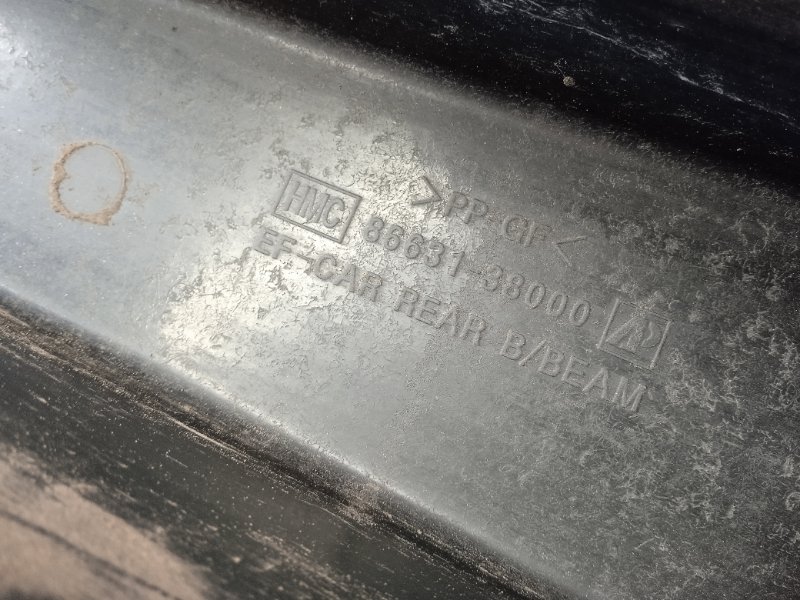 >PP+GF<
HMC 86631-38000
EF-CAR REAR B/BEAM